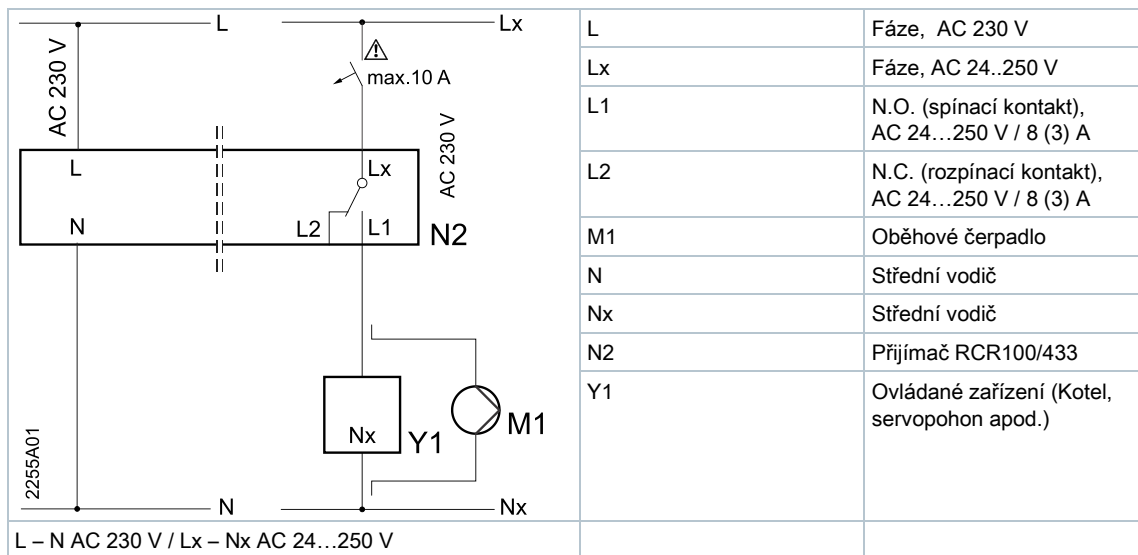 L
Lx
AC 230 V
max.10 A
AC 230 V
L
Lx
N
L2
L1
N2
Nx
Y1
M1
2255A01
N
Nx
L – N AC 230 V / Lx – Nx AC 24…250 V
L Fáze, AC 230 V
Lx Fáze, AC 24..250 V
L1 N.O. (spínací kontakt),
AC 24…250 V / 8 (3) A
L2 N.C. (rozpínací kontakt),
AC 24…250 V / 8 (3) A
M1 Oběhové čerpadlo
N Střední vodič
Nx Střední vodič
N2 Přijímač RCR100/433
Y1 Ovládané zařízení (Kotel,
servopohon apod.)